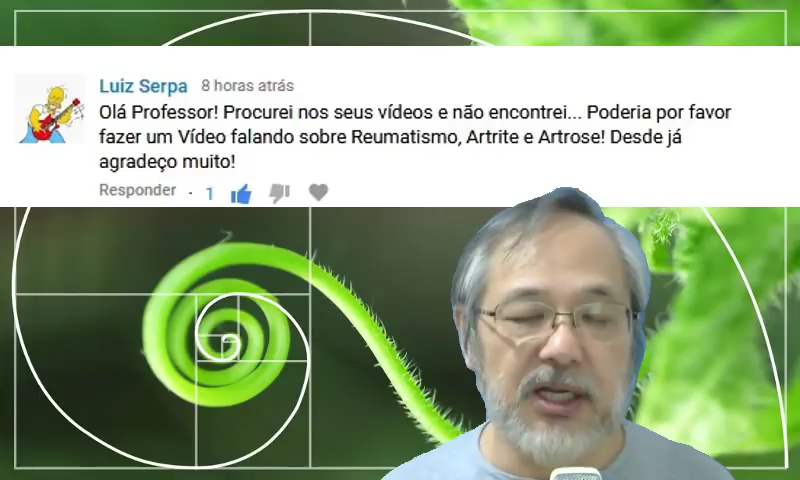 Luiz Serpa 8 horas atrás
Olá Professor! Procurei nos seus vídeos e não encontrei... Poderia por favor
fazer um Vídeo falando sobre Reumatismo, Artrite e Artrose! Desde já
agradeço muito!
Responder · 1